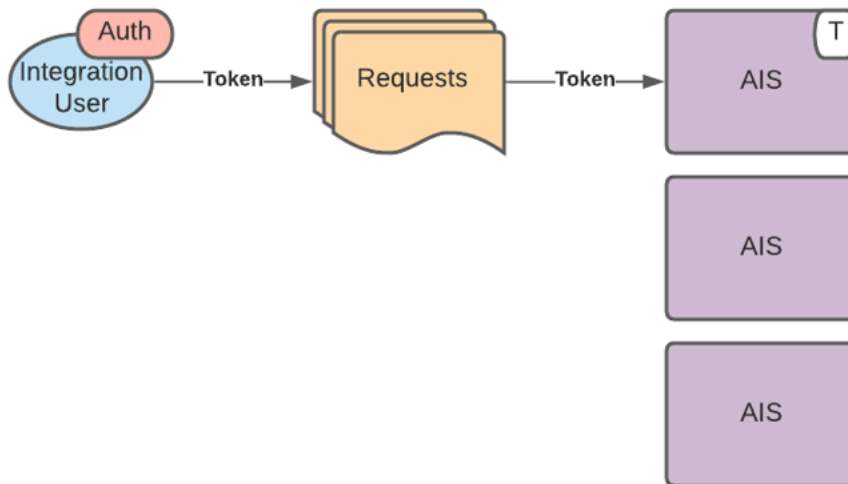 Auth
Integration
User
Token
Requests
Token
AIS
T
AIS
AIS